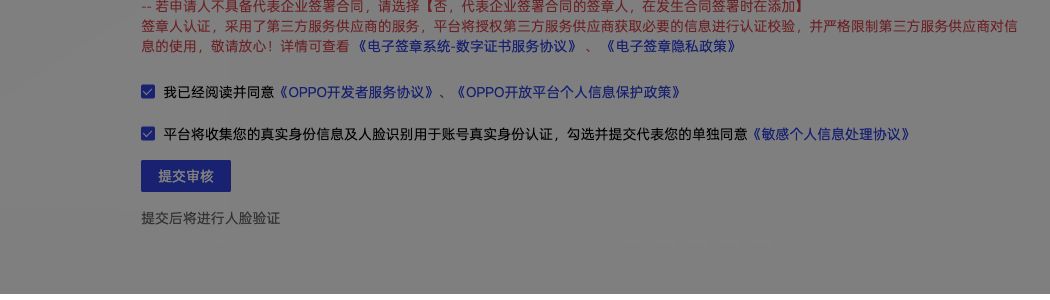 -- 若申请人不具备代表企业签署合同，请选择【否，代表企业签署合同的签章人，在发生合同签署时在添加】
签章人认证，采用了第三方服务供应商的服务，平台将授权第三方服务供应商获取必要的信息进行认证校验，并严格限制第三方服务供应商对信
息的使用，敬请放心！详情可查看 《电子签章系统-数字证书服务协议》 、 《电子签章隐私政策》
我已经阅读并同意《OPPO开发者服务协议》、《OPPO开放平台个人信息保护政策》
平台将收集您的真实身份信息及人脸识别用于账号真实身份认证，勾选并提交代表您的单独同意《敏感个人信息处理协议》
提交审核
提交后将进行人脸验证